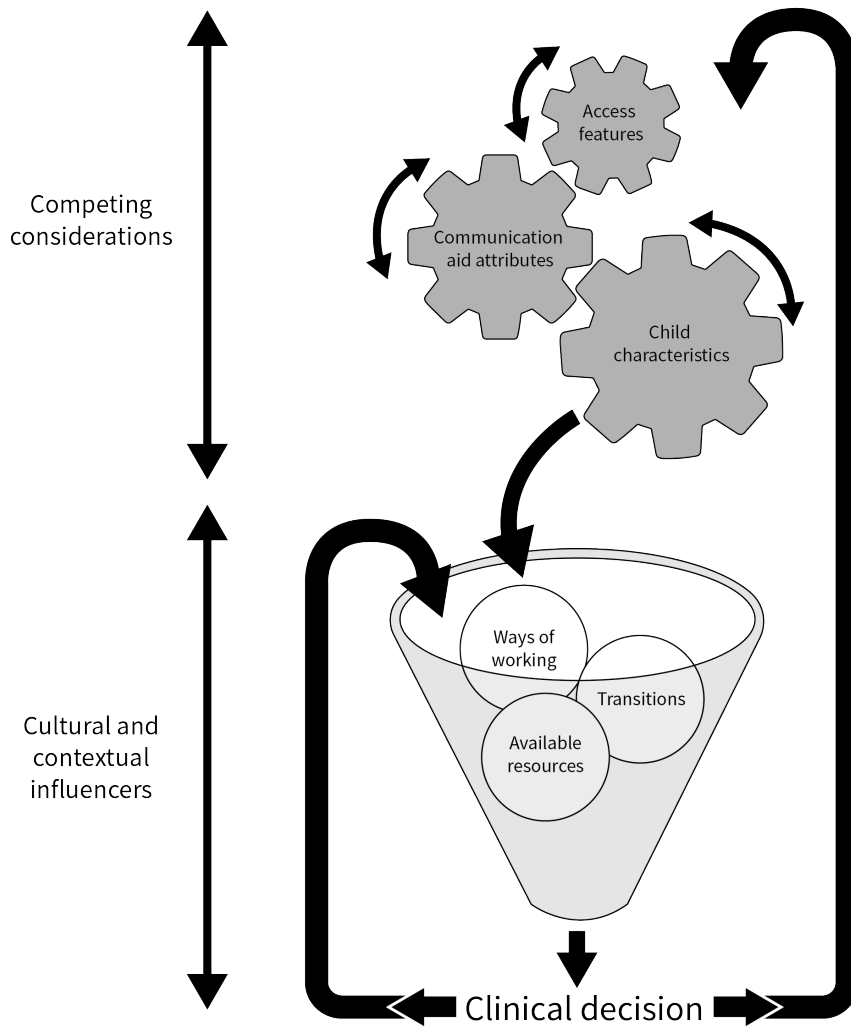 Competing
considerations
Access
features
Communication
aid attributes
Child
characteristics
Cultural and
contextual
influencers
Ways of
working
Transitions
Available
resources
Clinical decision